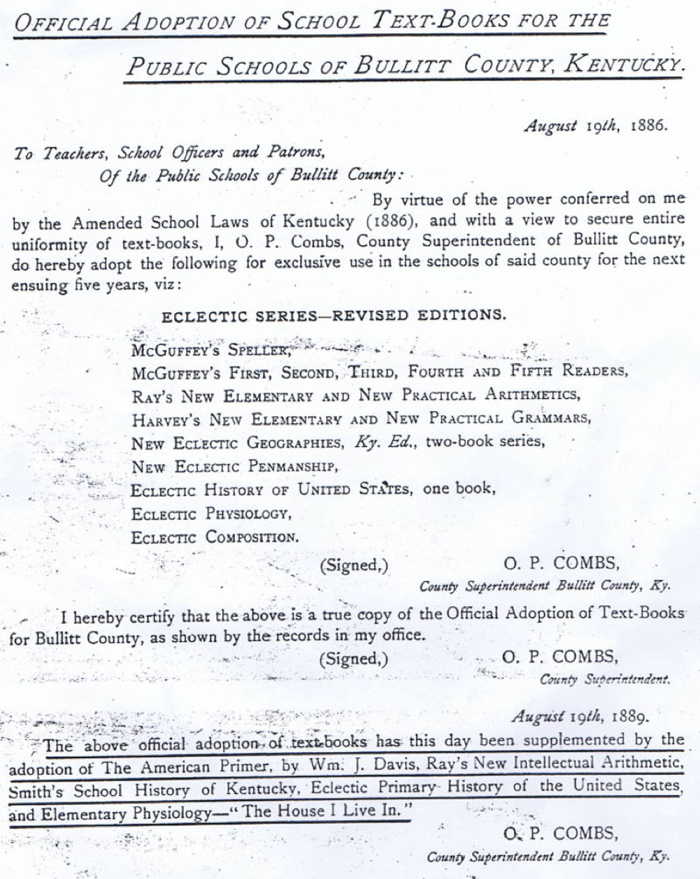 OFFICIAL ADOPTION OF SCHOOL TEXT-BOOKS FOR THE
PUBLIC SCHOOLS OF BULLITT COUNTY, KENTUCKY.
August 19th, 1886.
To Teachers, School Officers and Patrons,
Of the Public Schools of Bullitt County:
By virtue of the power conferred on me
by the Amended School Laws of Kentucky (1886), and with a view to secure entire
uniformity of text-books, I, O. P. Combs, County Superintendent of Bullitt County,
do hereby adopt the following for exclusive use in the schools of said county for the next
ensuing five years, viz:
ECLECTIC SERIES—REVISED EDITIONS.
MCGUFFEY'S SPELLER,
MCGUFFEY'S FIRST, SECOND, THIRD, FOURTH AND FIFTH READERS,
RAY'S NEW ELEMENTARY AND NEW PRACTICAL ARITHMETICS,
HARVEY'S NEW ELEMENTARY AND NEW PRACTICAL GRAMMARS,
NEW ECLECTIC GEOGRAPHIES, Ky. Ed., two-book series,
NEW ECLECTIC PENMANSHIP,
ECLECTIC HISTORY OF UNITED STATES, one book,
ECLECTIC PHYSIOLOGY,
ECLECTIC COMPOSITION.
(Signed,) O. P. COMBS,
County Superintendent Bullitt County, Ky.
I hereby certify that the above is a true copy of the Official Adoption of Text-Books
for Bullitt County, as shown by the records in my office.
(Signed,) O. P. COMBS,
County Superintendent.
August 19th, 1889.
The above official adoption of text-books has this day been supplemented by the
adoption of The American Primer, by Wm. J. Davis, Ray's New Intellectual Arithmetic,
Smith's School History of Kentucky, Eclectic Primary History of the United States,
and Elementary Physiology—"The House I Live In."
O. P. COMBS,
County Superintendent Bullitt County, Ky.